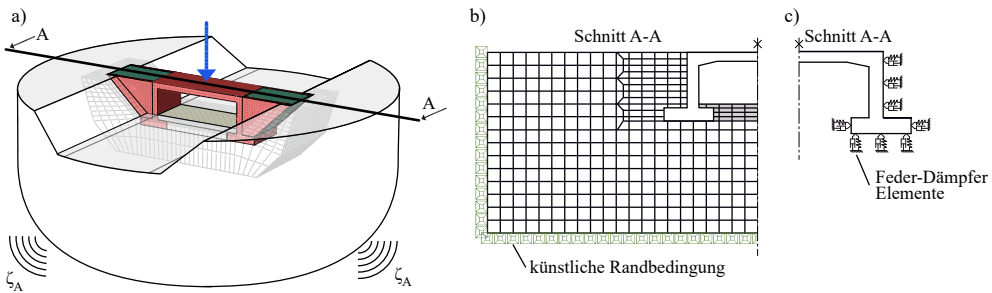 a)
A
A
ζA
ζA
b)
Schnitt A-A
künstliche Randbedingung
c)
Schnitt A-A
Feder-Dämpfer
Elemente